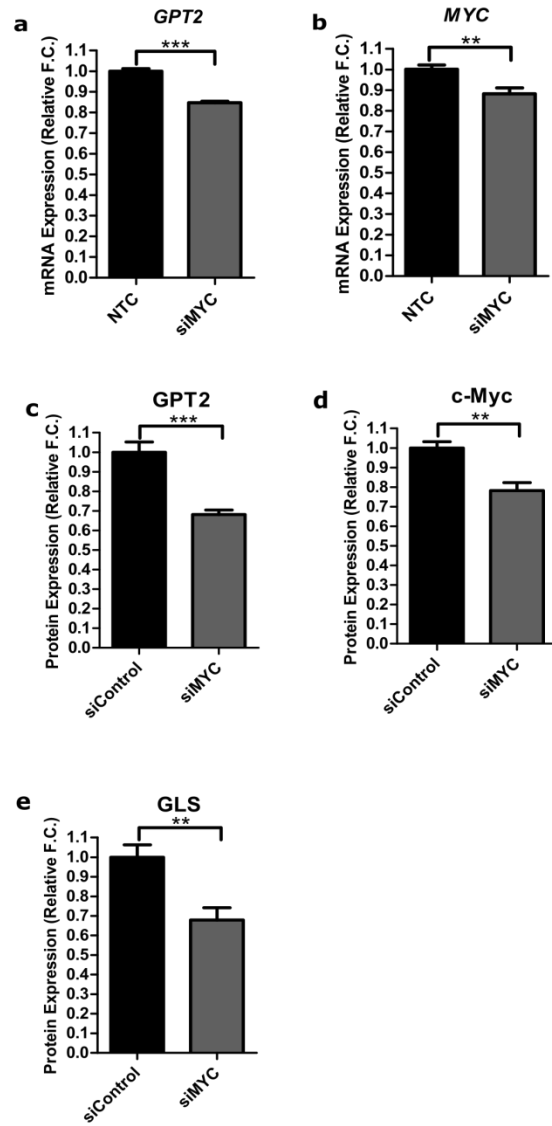 a
GPT2
***
mRNA Expression (Relative F.C.)
1.1
1.0
0.9
0.8
0.7
0.6
0.5
0.4
0.3
0.2
0.1
0.0
NTC
siMYC
b
MYC
**
mRNA Expression (Relative F.C.)
1.1
1.0
0.9
0.8
0.7
0.6
0.5
0.4
0.3
0.2
0.1
0.0
NTC
siMYC
c
GPT2
***
Protein Expression (Relative F.C.)
1.1
1.0
0.9
0.8
0.7
0.6
0.5
0.4
0.3
0.2
0.1
0.0
siControl
siMYC
d
c-Myc
**
Protein Expression (Relative F.C.)
1.1
1.0
0.9
0.8
0.7
0.6
0.5
0.4
0.3
0.2
0.1
0.0
siControl
siMYC
e
GLS
**
Protein Expression (Relative F.C.)
1.1
1.0
0.9
0.8
0.7
0.6
0.5
0.4
0.3
0.2
0.1
0.0
siControl
siMYC